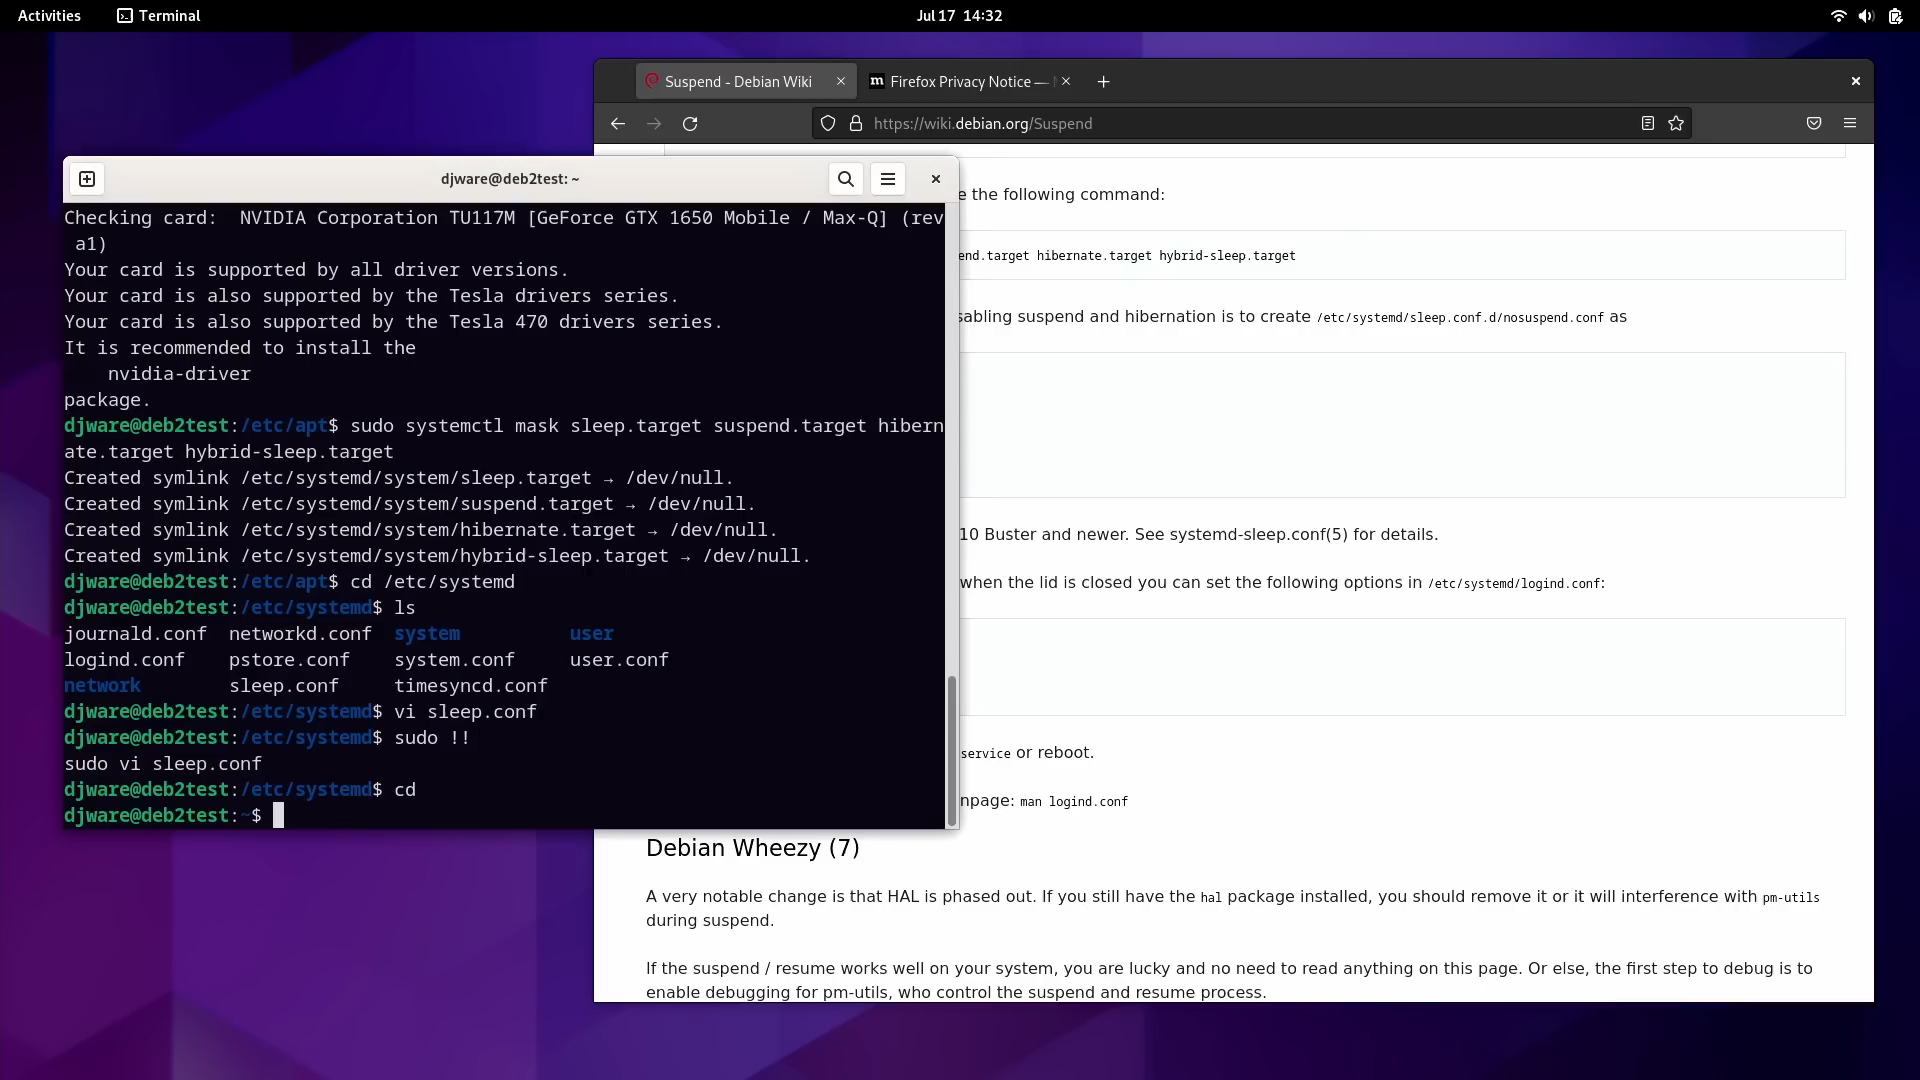 Activities
Terminal
Jul 17 14:32
Suspend - Debian Wiki
Firefox Privacy Notice —
https://wiki.debian.org/Suspend
djware@deb2test: ~
Checking card:  NVIDIA Corporation TU117M [GeForce GTX 1650 Mobile / Max-Q] (rev
 a1)
Your card is supported by all driver versions.
Your card is also supported by the Tesla drivers series.
Your card is also supported by the Tesla 470 drivers series.
It is recommended to install the
    nvidia-driver
package.
djware@deb2test:/etc/apt$ sudo systemctl mask sleep.target suspend.target hibern
ate.target hybrid-sleep.target
Created symlink /etc/systemd/system/sleep.target → /dev/null.
Created symlink /etc/systemd/system/suspend.target → /dev/null.
Created symlink /etc/systemd/system/hibernate.target → /dev/null.
Created symlink /etc/systemd/system/hybrid-sleep.target → /dev/null.
djware@deb2test:/etc/apt$ cd /etc/systemd
djware@deb2test:/etc/systemd$ ls
journald.conf  networkd.conf  system          user
logind.conf    pstore.conf    system.conf     user.conf
network        sleep.conf     timesyncd.conf
djware@deb2test:/etc/systemd$ vi sleep.conf
djware@deb2test:/etc/systemd$ sudo !!
sudo vi sleep.conf
djware@deb2test:/etc/systemd$ cd
djware@deb2test:~$
e the following command:
end.target hibernate.target hybrid-sleep.target
sabling suspend and hibernation is to create /etc/systemd/sleep.conf.d/nosuspend.conf as
10 Buster and newer. See systemd-sleep.conf(5) for details.
when the lid is closed you can set the following options in /etc/systemd/logind.conf:
service or reboot.
npage: man logind.conf
Debian Wheezy (7)
A very notable change is that HAL is phased out. If you still have the hal package installed, you should remove it or it will interference with pm-utils
during suspend.
If the suspend / resume works well on your system, you are lucky and no need to read anything on this page. Or else, the first step to debug is to
enable debugging for pm-utils, who control the suspend and resume process.